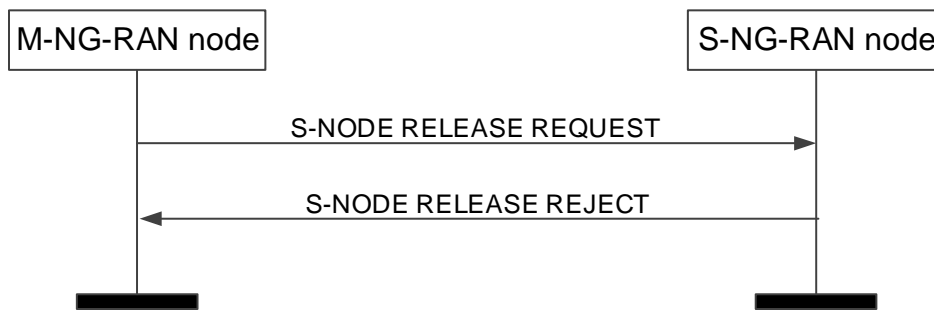 M-NG-RAN node
S-NG-RAN node
S-NODE RELEASE REQUEST
S-NODE RELEASE REJECT